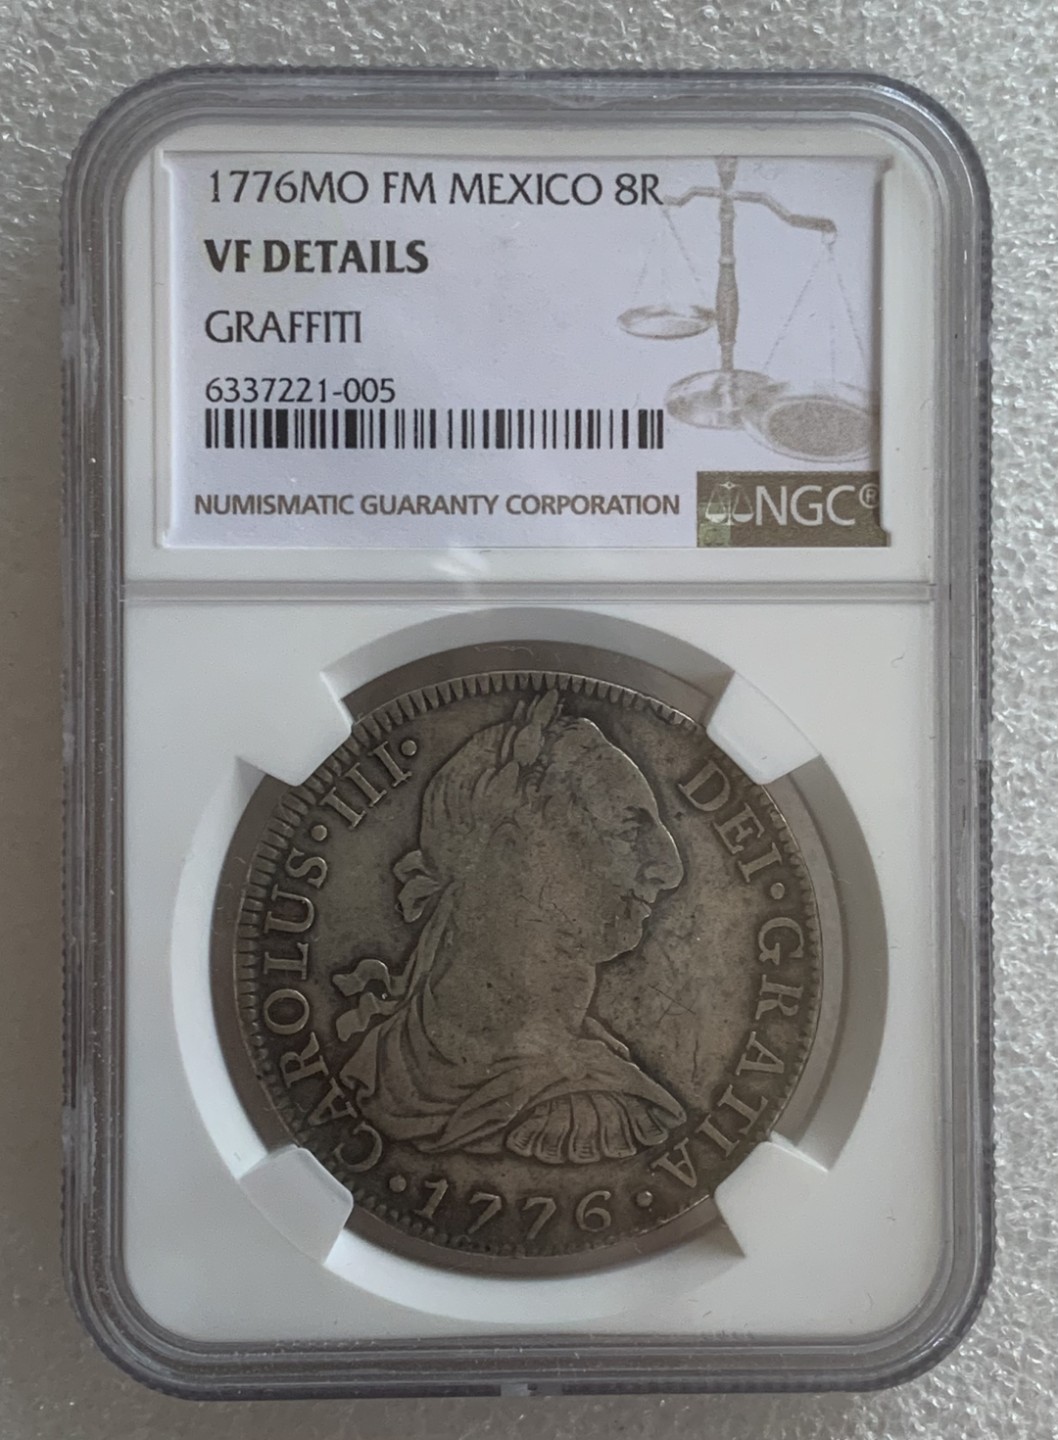 1776MO FM MEXICO 8R
VF DETAILS
GRAFFITI
6337221-005
NUMISMATIC GUARANTY CORPORATION
NGC®
CAROLUS·III· DEI·GRATIA
·1776·